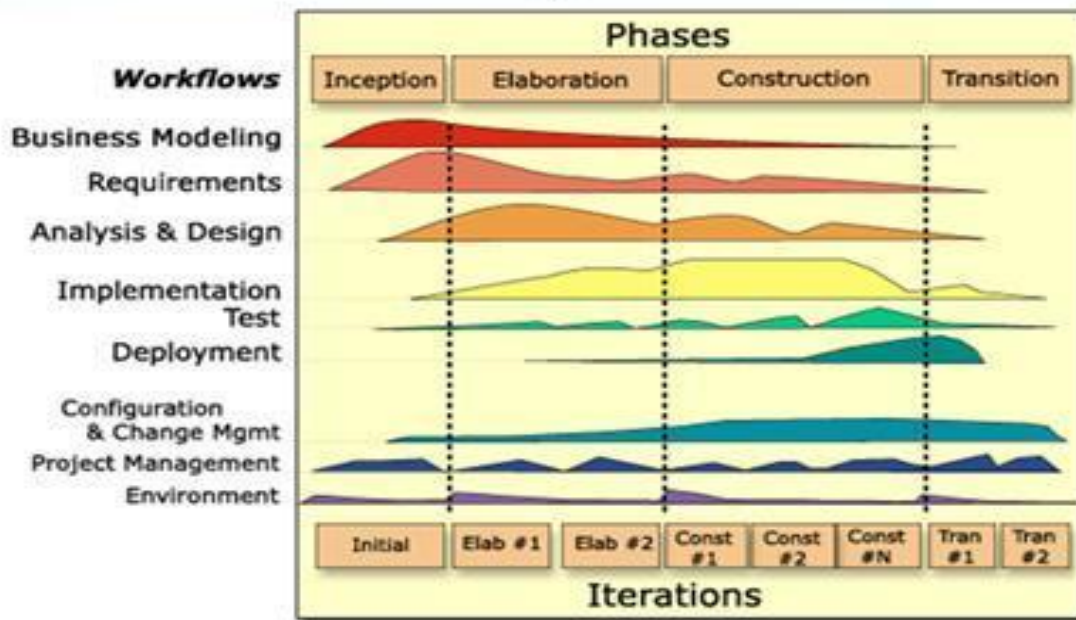 Phases
Workflows
Inception
Elaboration
Construction
Transition
Business Modeling
Requirements
Analysis & Design
Implementation
Test
Deployment
Configuration
& Change Mgmt
Project Management
Environment
Initial
Elab #1
Elab #2
Const
#1
Const
#2
Const
#N
Tran
#1
Tran
#2
Iterations